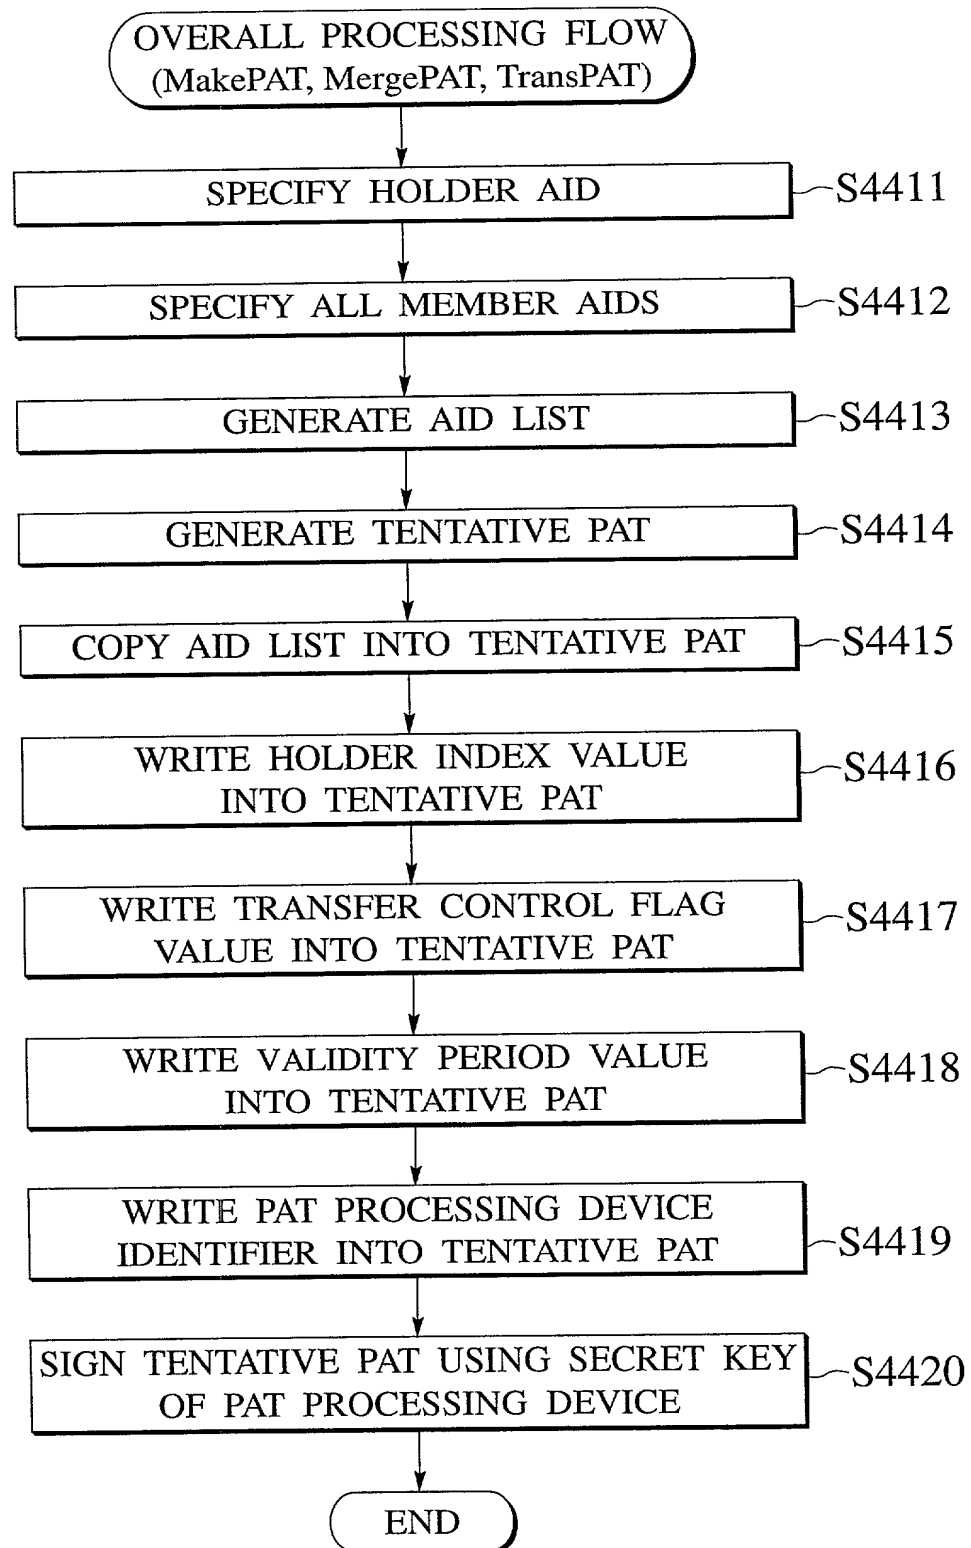 OVERALL PROCESSING FLOW
(MakePAT, MergePAT, TransPAT)
SPECIFY HOLDER AID
S4411
SPECIFY ALL MEMBER AIDS
S4412
GENERATE AID LIST
S4413
GENERATE TENTATIVE PAT
S4414
COPY AID LIST INTO TENTATIVE PAT
S4415
WRITE HOLDER INDEX VALUE
INTO TENTATIVE PAT
S4416
WRITE TRANSFER CONTROL FLAG
VALUE INTO TENTATIVE PAT
S4417
WRITE VALIDITY PERIOD VALUE
INTO TENTATIVE PAT
S4418
WRITE PAT PROCESSING DEVICE
IDENTIFIER INTO TENTATIVE PAT
S4419
SIGN TENTATIVE PAT USING SECRET KEY
OF PAT PROCESSING DEVICE
S4420
END